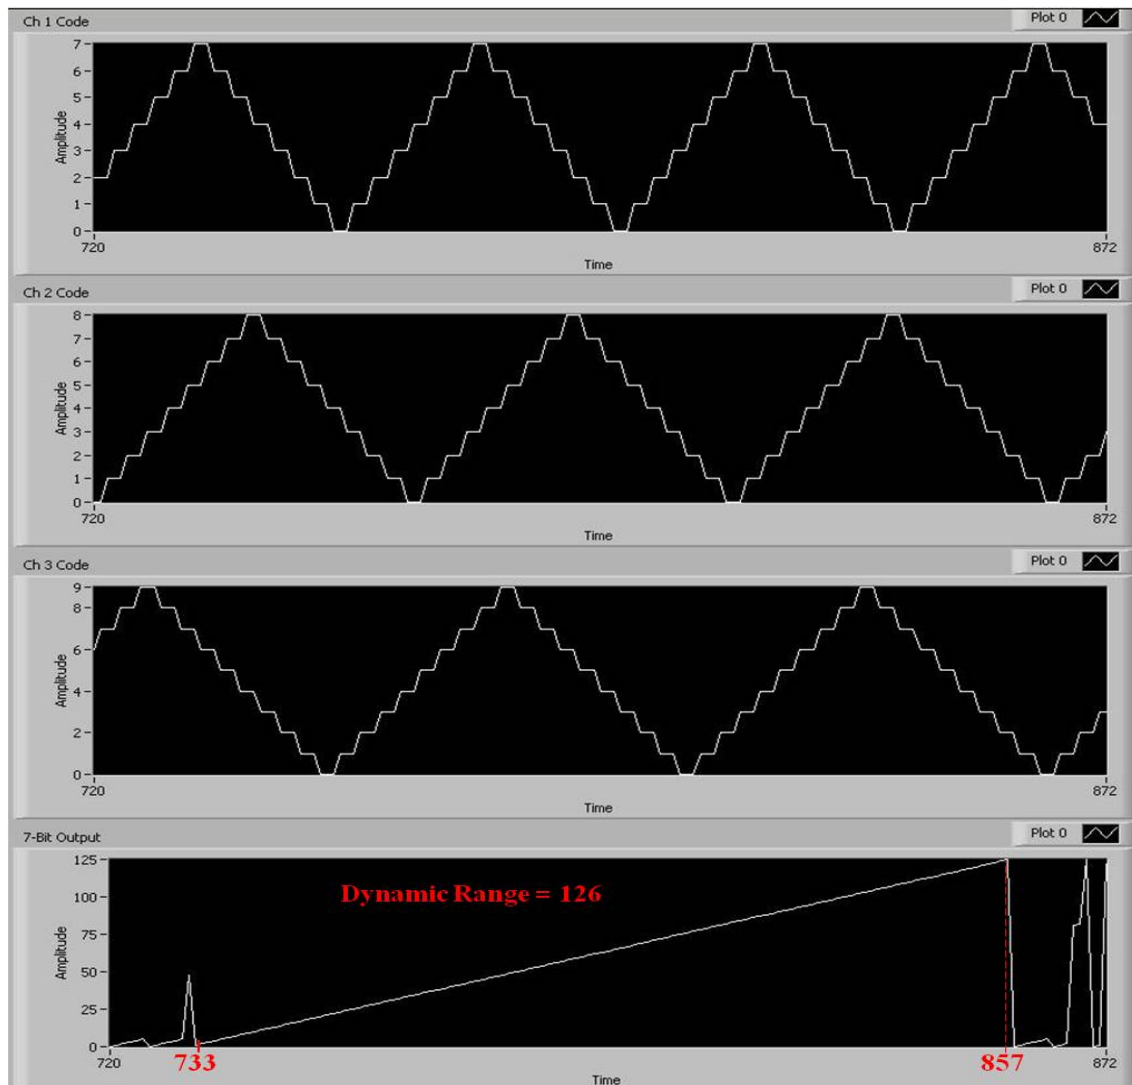 Ch 1 Code Plot 0
7
6
5
4
3
2
1
0
Amplitude
720 872
Time
Ch 2 Code Plot 0
8
7
6
5
4
3
2
1
0
Amplitude
720 872
Time
Ch 3 Code Plot 0
9
8
6
4
2
0
Amplitude
720 872
Time
7-Bit Output Plot 0
125
100
75
50
25
0
Amplitude
Dynamic Range = 126
720 733 857 872
Time